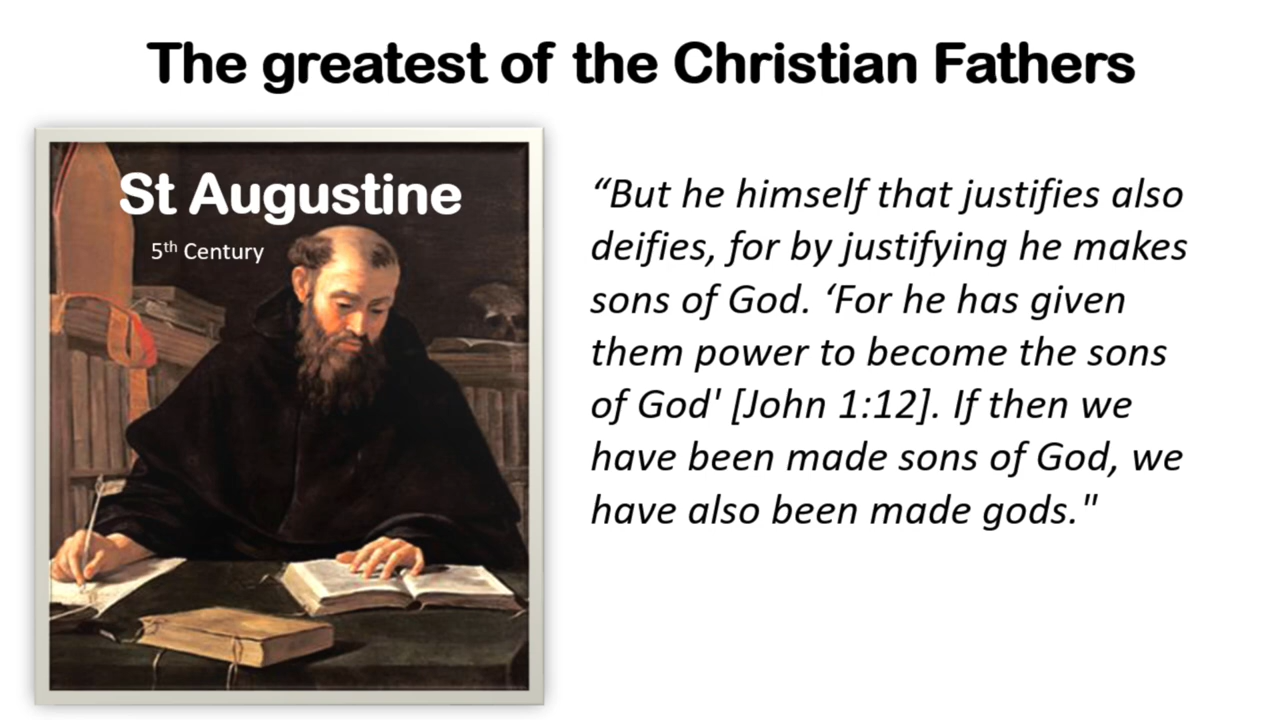 The greatest of the Christian Fathers
St Augustine
5th Century
“But he himself that justifies also
deifies, for by justifying he makes
sons of God. ‘For he has given
them power to become the sons
of God' [John 1:12]. If then we
have been made sons of God, we
have also been made gods."